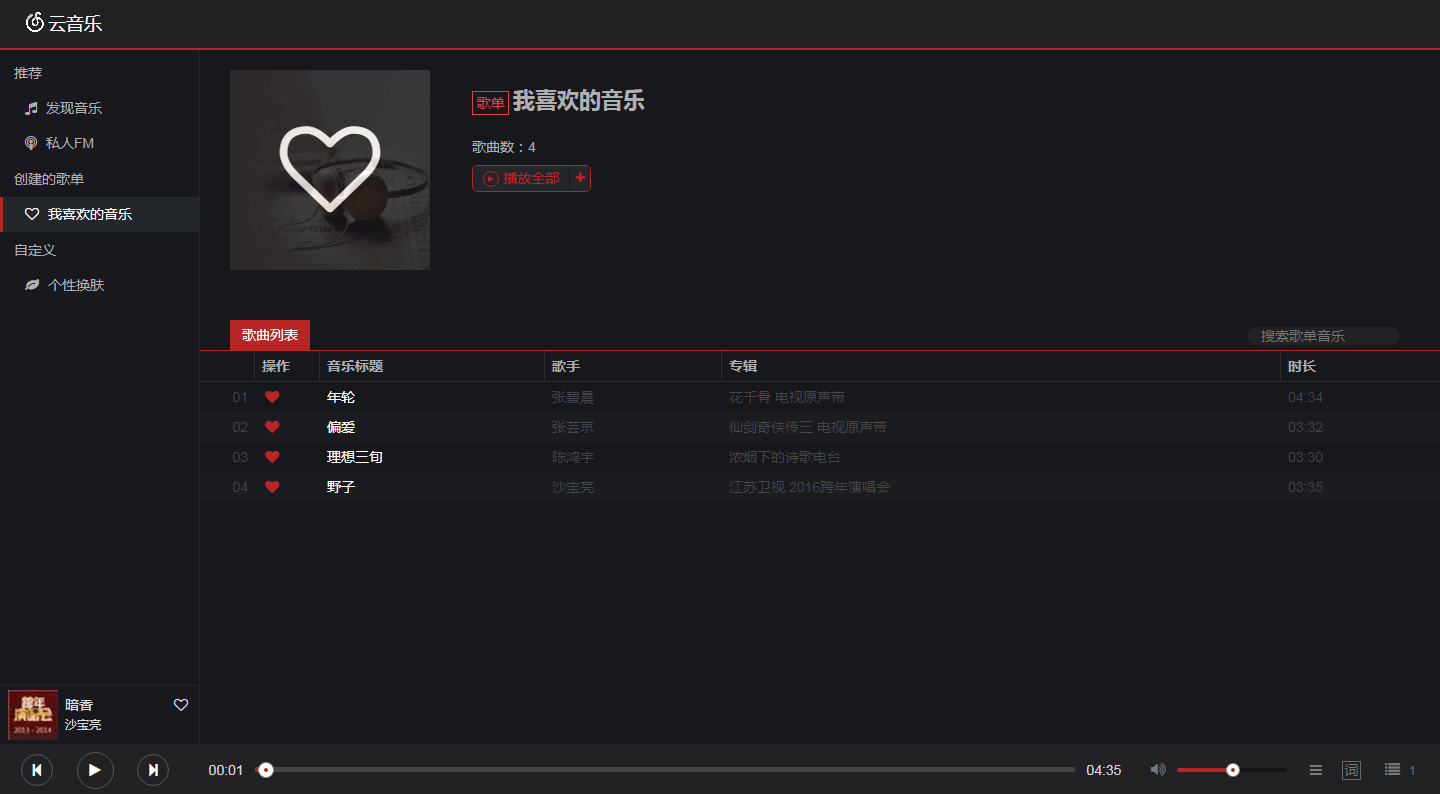 云音乐
推荐
发现音乐
私人FM
创建的歌单
我喜欢的音乐
自定义
个性换肤
歌单 我喜欢的音乐
歌曲数：4
播放全部
歌曲列表 搜索歌单音乐
操作 音乐标题 歌手 专辑 时长
01 年轮 张碧晨 花千骨 电视原声带 04:34
02 偏爱 张芸京 仙剑奇侠传三 电视原声带 03:32
03 理想三旬 陈鸿宇 浓烟下的诗歌电台 03:30
04 野子 沙宝亮 江苏卫视 2016跨年演唱会 03:35
跨年
演唱会
2013 - 2014
暗香
沙宝亮
00:01 04:35 词 1